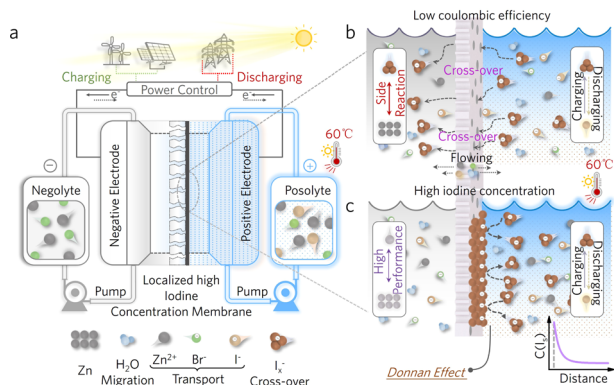 a
Charging
Discharging
Power Control
e⁻
e⁻
60℃
−
+
Negolyte
Negative Electrode
Positive Electrode
Posolyte
Pump
Localized high
Iodine
Concentration Membrane
Pump
Zn
H₂O
Migration
Zn²⁺
Br⁻
I⁻
Transport
Iₓ⁻
Cross-over
b
Low coulombic efficiency
Side
Reaction
Cross-over
Cross-over
Charging
Discharging
Flowing
60℃
High iodine concentration
c
High
Performance
Charging
Discharging
Donnan Effect
C(Iₓ⁻)
Distance